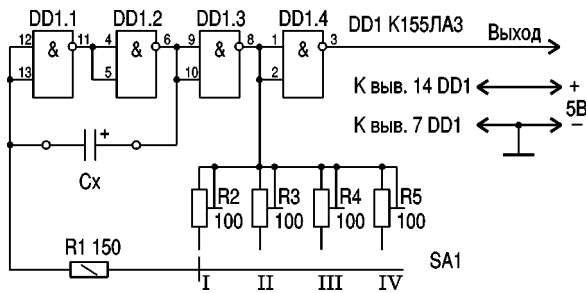 DD1.1 DD1.2 DD1.3 DD1.4 DD1 К155ЛА3 Выход
12 & 11 4 & 6 9 & 8 1 & 3
13 5 10 2
К выв. 14 DD1 +
5В
К выв. 7 DD1 –
+
Cx
R2 R3 R4 R5
100 100 100 100
R1 150 SA1
I II III IV